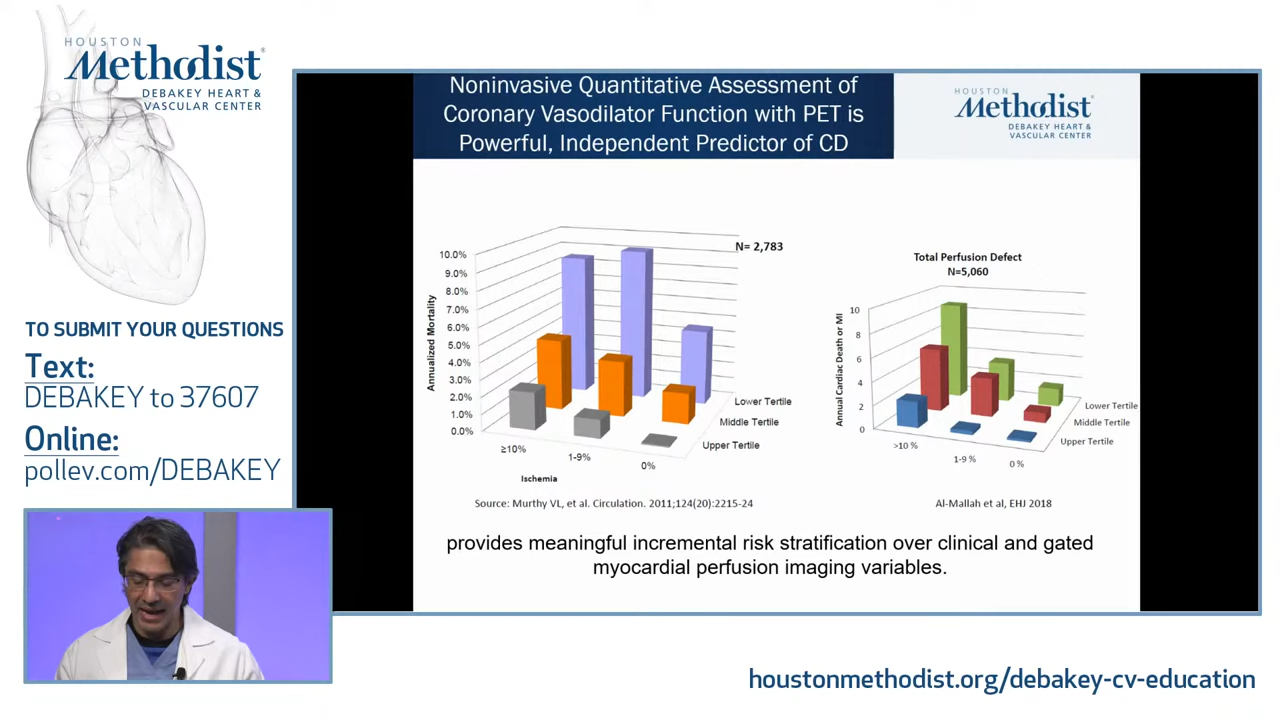 HOUSTON
Methodist®
DEBAKEY HEART &
VASCULAR CENTER
TO SUBMIT YOUR QUESTIONS
Text:
DEBAKEY to 37607
Online:
pollev.com/DEBAKEY
Noninvasive Quantitative Assessment of
Coronary Vasodilator Function with PET is
Powerful, Independent Predictor of CD
HOUSTON
Methodist®
DEBAKEY HEART &
VASCULAR CENTER
N= 2,783
Annualized Mortality
10.0%
9.0%
8.0%
7.0%
6.0%
5.0%
4.0%
3.0%
2.0%
1.0%
0.0%
Lower Tertile
Middle Tertile
Upper Tertile
≥10%
1-9%
0%
Ischemia
Source: Murthy VL, et al. Circulation. 2011;124(20):2215-24
Total Perfusion Defect
N=5,060
Annual Cardiac Death or MI
10
8
6
4
2
0
Lower Tertile
Middle Tertile
Upper Tertile
>10 %
1-9 %
0 %
Al-Mallah et al, EHJ 2018
provides meaningful incremental risk stratification over clinical and gated
myocardial perfusion imaging variables.
houstonmethodist.org/debakey-cv-education